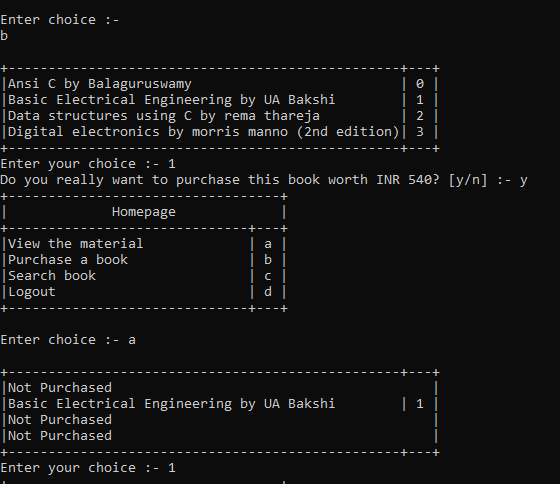 Enter choice :-
b
+-------------------------------------------------+---+
|Ansi C by Balaguruswamy                          | 0 |
|Basic Electrical Engineering by UA Bakshi        | 1 |
|Data structures using C by rema thareja          | 2 |
|Digital electronics by morris manno (2nd edition)| 3 |
+-------------------------------------------------+---+
Enter your choice :- 1
Do you really want to purchase this book worth INR 540? [y/n] :- y
+----------------------------------+
|             Homepage             |
+------------------------------+---+
|View the material             | a |
|Purchase a book               | b |
|Search book                   | c |
|Logout                        | d |
+------------------------------+---+
Enter choice :- a
+-------------------------------------------------+---+
|Not Purchased                                        |
|Basic Electrical Engineering by UA Bakshi        | 1 |
|Not Purchased                                        |
|Not Purchased                                        |
+-------------------------------------------------+---+
Enter your choice :- 1